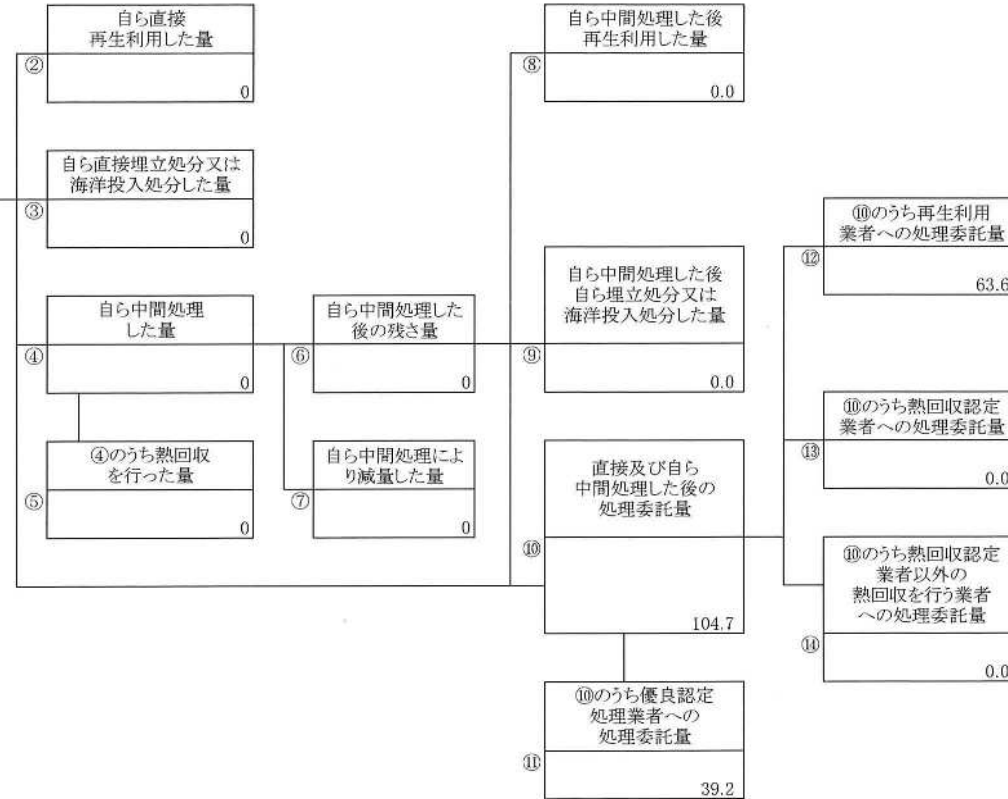 自ら直接
再生利用した量
②
0
自ら直接埋立処分又は
海洋投入処分した量
③
0
自ら中間処理
した量
④
0
④のうち熱回収
を行った量
⑤
0
自ら中間処理した
後の残さ量
⑥
0
自ら中間処理によ
り減量した量
⑦
0
自ら中間処理した後
再生利用した量
⑧
0.0
自ら中間処理した後
自ら埋立処分又は
海洋投入処分した量
⑨
0.0
直接及び自ら
中間処理した後の
処理委託量
⑩
104.7
⑩のうち優良認定
処理業者への
処理委託量
⑪
39.2
⑩のうち再生利用
業者への処理委託量
⑫
63.6
⑩のうち熱回収認定
業者への処理委託量
⑬
0.0
⑩のうち熱回収認定
業者以外の
熱回収を行う業者
への処理委託量
⑭
0.0